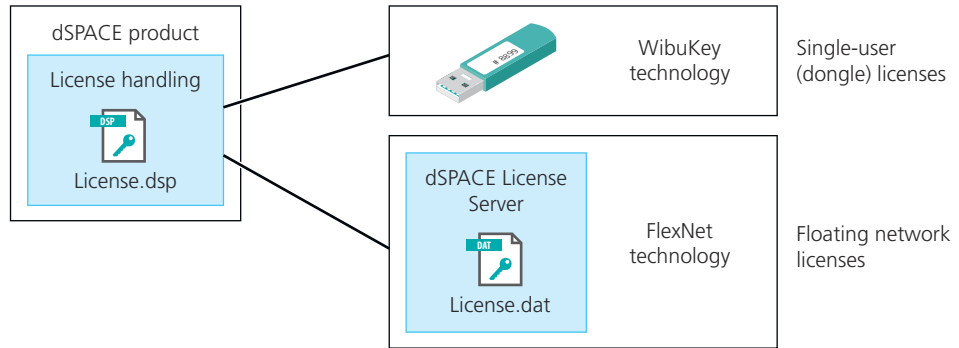 dSPACE product
License handling
DSP
License.dsp
# 8899
WibuKey
technology
Single-user
(dongle) licenses
dSPACE License
Server
DAT
License.dat
FlexNet
technology
Floating network
licenses